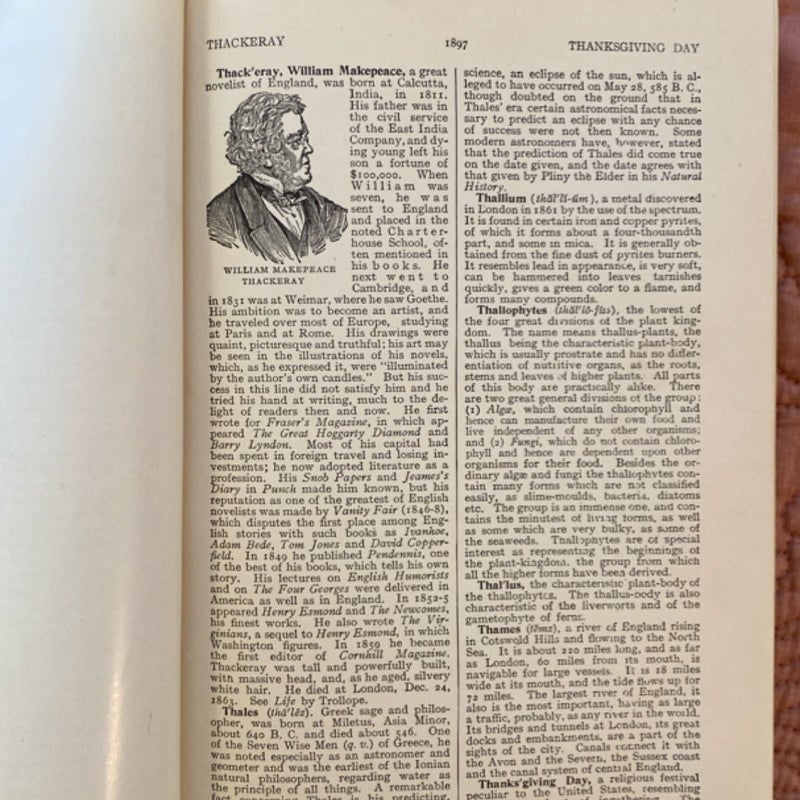 THACKERAY 1897 THANKSGIVING DAY
Thack'eray, William Makepeace, a great
novelist of England, was born at Calcutta,
India, in 1811.
His father was in
the civil service
of the East India
Company, and dy-
ing young left his
son a fortune of
$100,000. When
William was
seven, he was
sent to England
and placed in the
noted Charter-
house School, of-
ten mentioned in
his books. He
next went to
Cambridge, and
WILLIAM MAKEPEACE
THACKERAY
in 1831 was at Weimar, where he saw Goethe.
His ambition was to become an artist, and
he traveled over most of Europe, studying
at Paris and at Rome. His drawings were
quaint, picturesque and truthful; his art may
be seen in the illustrations of his novels,
which, as he expressed it, were "illuminated
by the author's own candles." But his suc-
cess in this line did not satisfy him and he
tried his hand at writing, much to the de-
light of readers then and now. He first
wrote for Fraser's Magazine, in which ap-
peared The Great Hoggarty Diamond and
Barry Lyndon. Most of his capital had
been spent in foreign travel and losing in-
vestments; he now adopted literature as a
profession. His Snob Papers and Jeames's
Diary in Punch made him known, but his
reputation as one of the greatest of English
novelists was made by Vanity Fair (1846-8),
which disputes the first place among Eng-
lish stories with such books as Ivanhoe,
Adam Bede, Tom Jones and David Copper-
field. In 1849 he published Pendennis, one
of the best of his books, which tells his own
story. His lectures on English Humorists
and on The Four Georges were delivered in
America as well as in England. In 1852-5
appeared Henry Esmond and The Newcomes,
his finest works. He also wrote The Vir-
ginians, a sequel to Henry Esmond, in which
Washington figures. In 1859 he became
the first editor of Cornhill Magazine.
Thackeray was tall and powerfully built,
with massive head, and, as he aged, silvery
white hair. He died at London, Dec. 24,
1863. See Life by Trollope.
Thales (thā'lēz). Greek sage and philos-
opher, was born at Miletus, Asia Minor,
about 640 B. C. and died about 546. One
of the Seven Wise Men (q. v.) of Greece, he
was noted especially as an astronomer and
geometer and was the earliest of the Ionian
natural philosophers, regarding water as
the principle of all things. A remarkable
fact concerning Thales is his predicting,
science, an eclipse of the sun, which is al-
leged to have occurred on May 28, 585 B. C.,
though doubted on the ground that in
Thales' era certain astronomical facts neces-
sary to predict an eclipse with any chance
of success were not then known. Some
modern astronomers have, however, stated
that the prediction of Thales did come true
on the date given, and the date agrees with
that given by Pliny the Elder in his Natural
History.
Thallium (thăl'lĭ-ŭm), a metal discovered
in London in 1861 by the use of the spectrum.
It is found in certain iron and copper pyrites,
of which it forms about a four-thousandth
part, and some in mica. It is generally ob-
tained from the fine dust of pyrites burners.
It resembles lead in appearance, is very soft,
can be hammered into leaves tarnishes
quickly, gives a green color to a flame, and
forms many compounds.
Thallophytes (thăl'lō-fīts), the lowest of
the four great divisions of the plant king-
dom. The name means thallus-plants, the
thallus being the characteristic plant-body,
which is usually prostrate and has no differ-
entiation of nutritive organs, as the roots,
stems and leaves of higher plants. All parts
of this body are practically alike. There
are two great general divisions of the group:
(1) Algæ, which contain chlorophyll and
hence can manufacture their own food and
live independent of any other organisms;
and (2) Fungi, which do not contain chloro-
phyll and hence are dependent upon other
organisms for their food. Besides the or-
dinary algæ and fungi the thallophytes con-
tain many forms which are not classified
easily, as slime-moulds, bacteria, diatoms
etc. The group is an immense one, and con-
tains the minutest of living forms, as well
as some which are very bulky, as some of
the seaweeds. Thallophytes are of special
interest as representing the beginnings of
the plant-kingdom, the group from which
all the higher forms have been derived.
Thal'lus, the characteristic plant-body of
the thallophytes. The thallus-body is also
characteristic of the liverworts and of the
gametophyte of ferns.
Thames (tĕmz), a river of England rising
in Cotswold Hills and flowing to the North
Sea. It is about 220 miles long, and as far
as London, 60 miles from its mouth, is
navigable for large vessels. It is 18 miles
wide at its mouth, and the tide flows up for
72 miles. The largest river of England, it
also is the most important, having as large
a traffic, probably, as any river in the world.
Its bridges and tunnels at London, its great
docks and embankments, are a part of the
sights of the city. Canals connect it with
the Avon and the Severn, the Sussex coast
and the canal system of central England.
Thanks'giving Day, a religious festival
peculiar to the United States, resembling